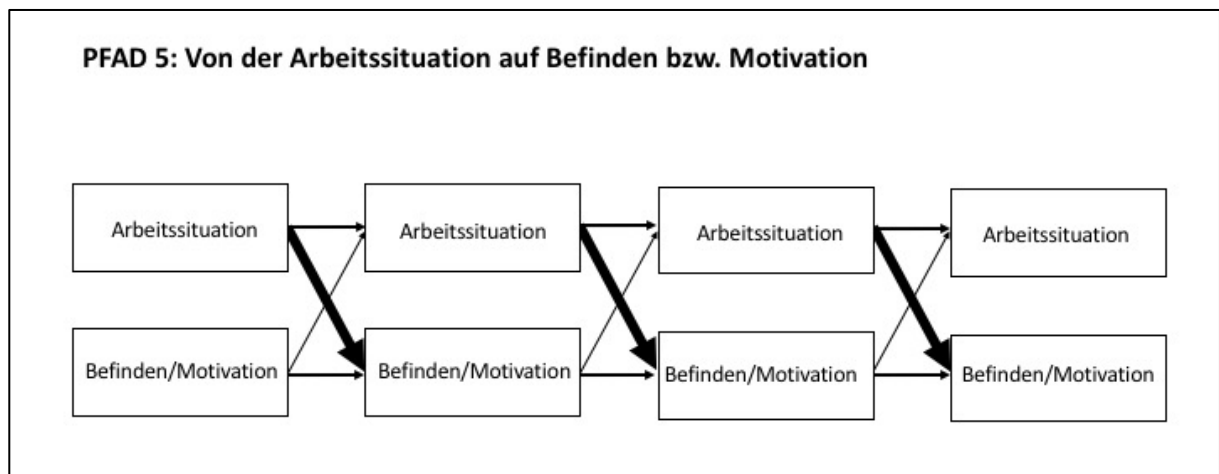 PFAD 5: Von der Arbeitssituation auf Befinden bzw. Motivation
Arbeitssituation
Arbeitssituation
Arbeitssituation
Arbeitssituation
Befinden/Motivation
Befinden/Motivation
Befinden/Motivation
Befinden/Motivation